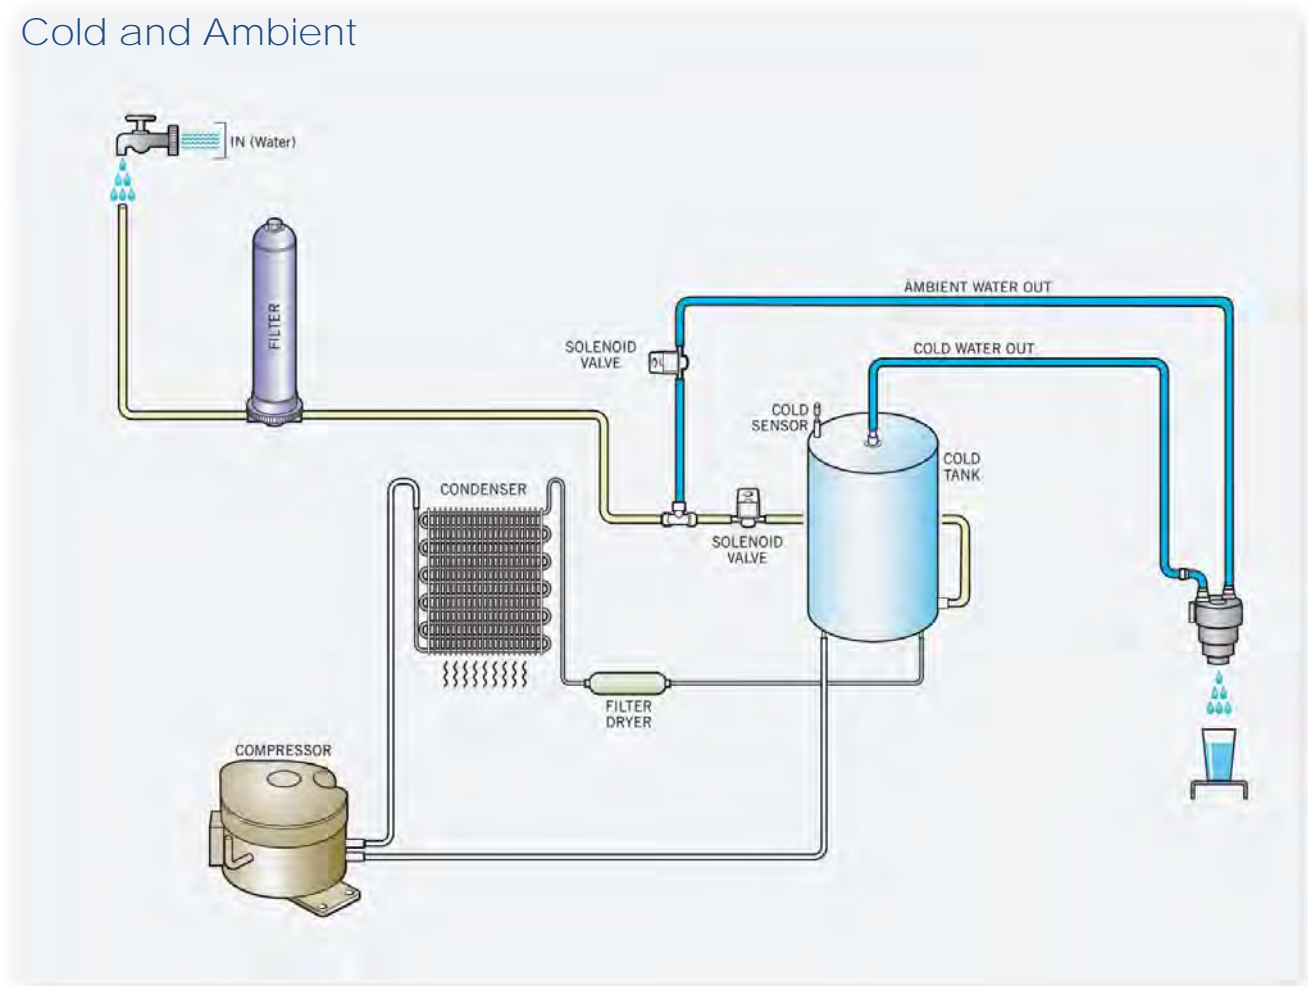 Cold and Ambient
IN (Water)
FILTER
AMBIENT WATER OUT
SOLENOID
VALVE
COLD WATER OUT
COLD
SENSOR
COLD
TANK
CONDENSER
SOLENOID
VALVE
FILTER
DRYER
COMPRESSOR